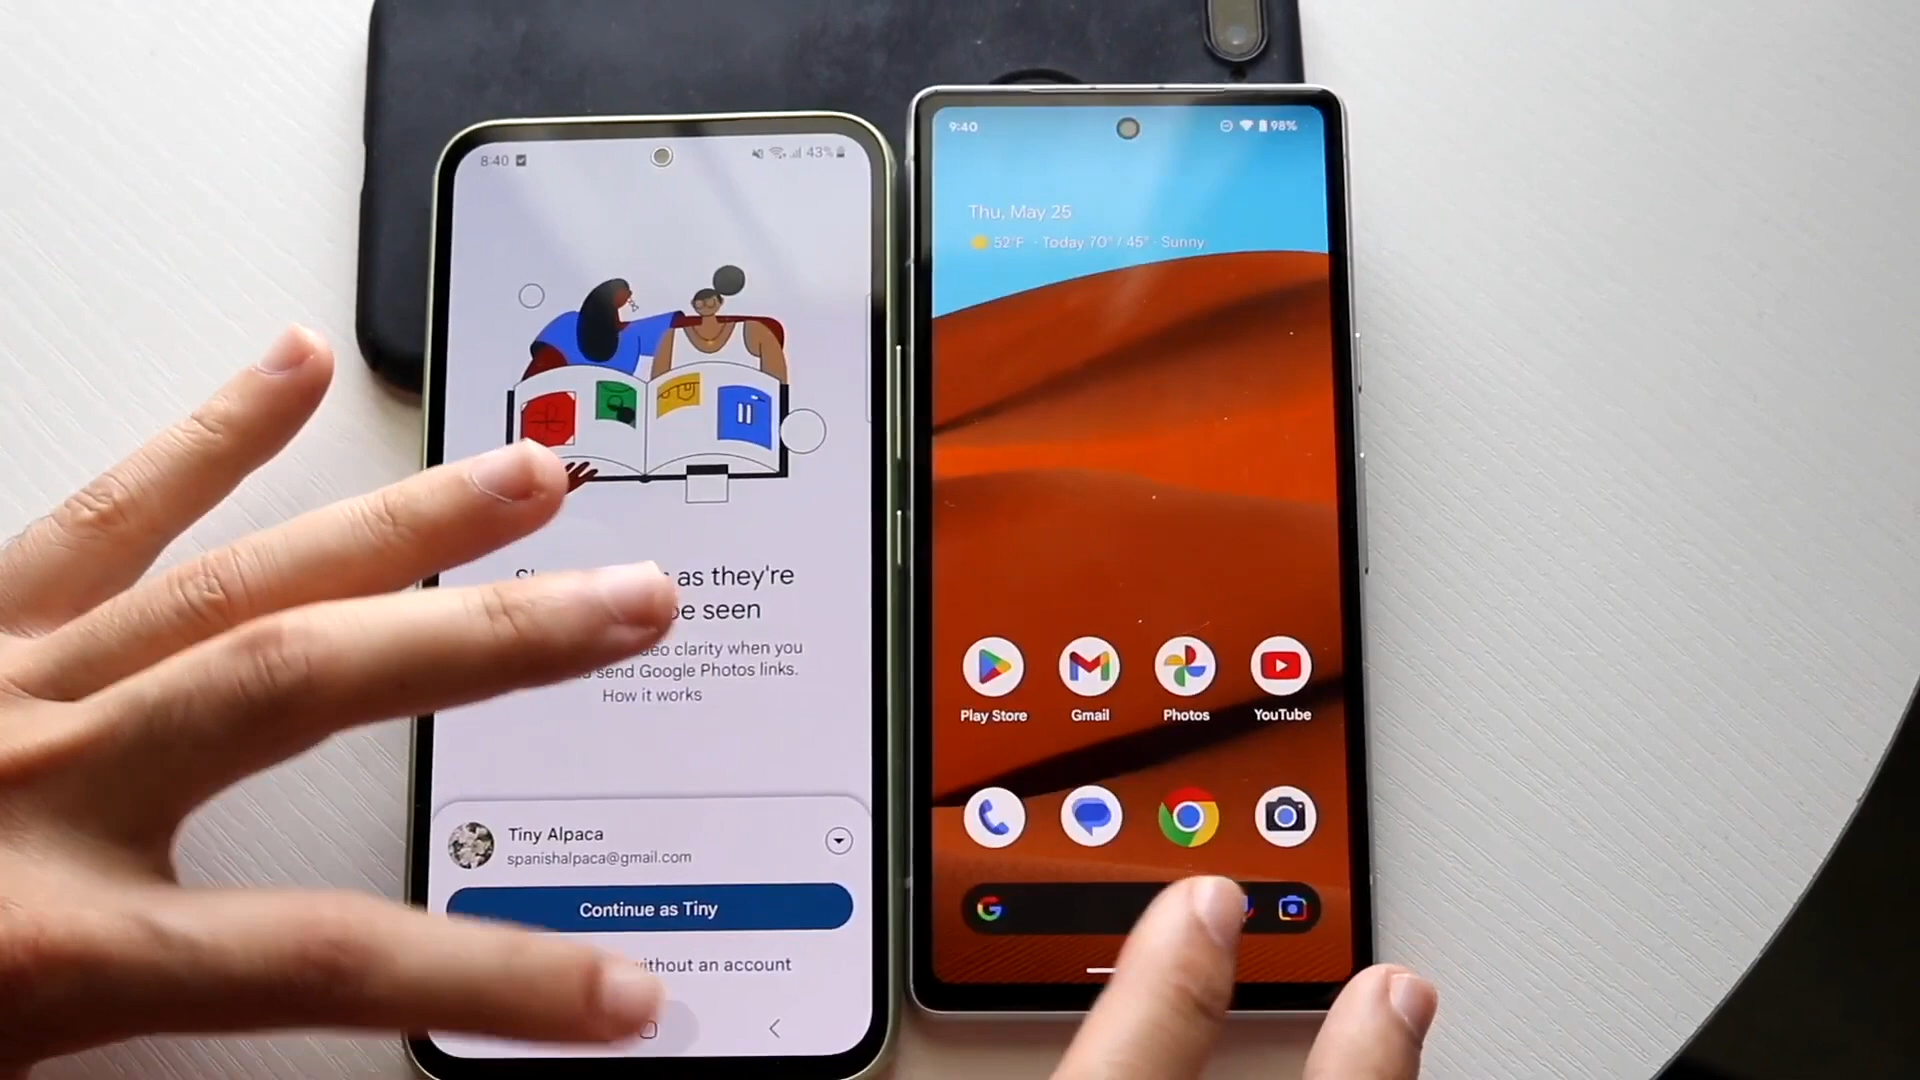 8:40
43%
as they're
be seen
clarity when you
send Google Photos links.
How it works
Tiny Alpaca
spanishalpaca@gmail.com
Continue as Tiny
without an account
9:40
98%
Thu, May 25
52°F · Today 70° / 45° · Sunny
Play Store
Gmail
Photos
YouTube